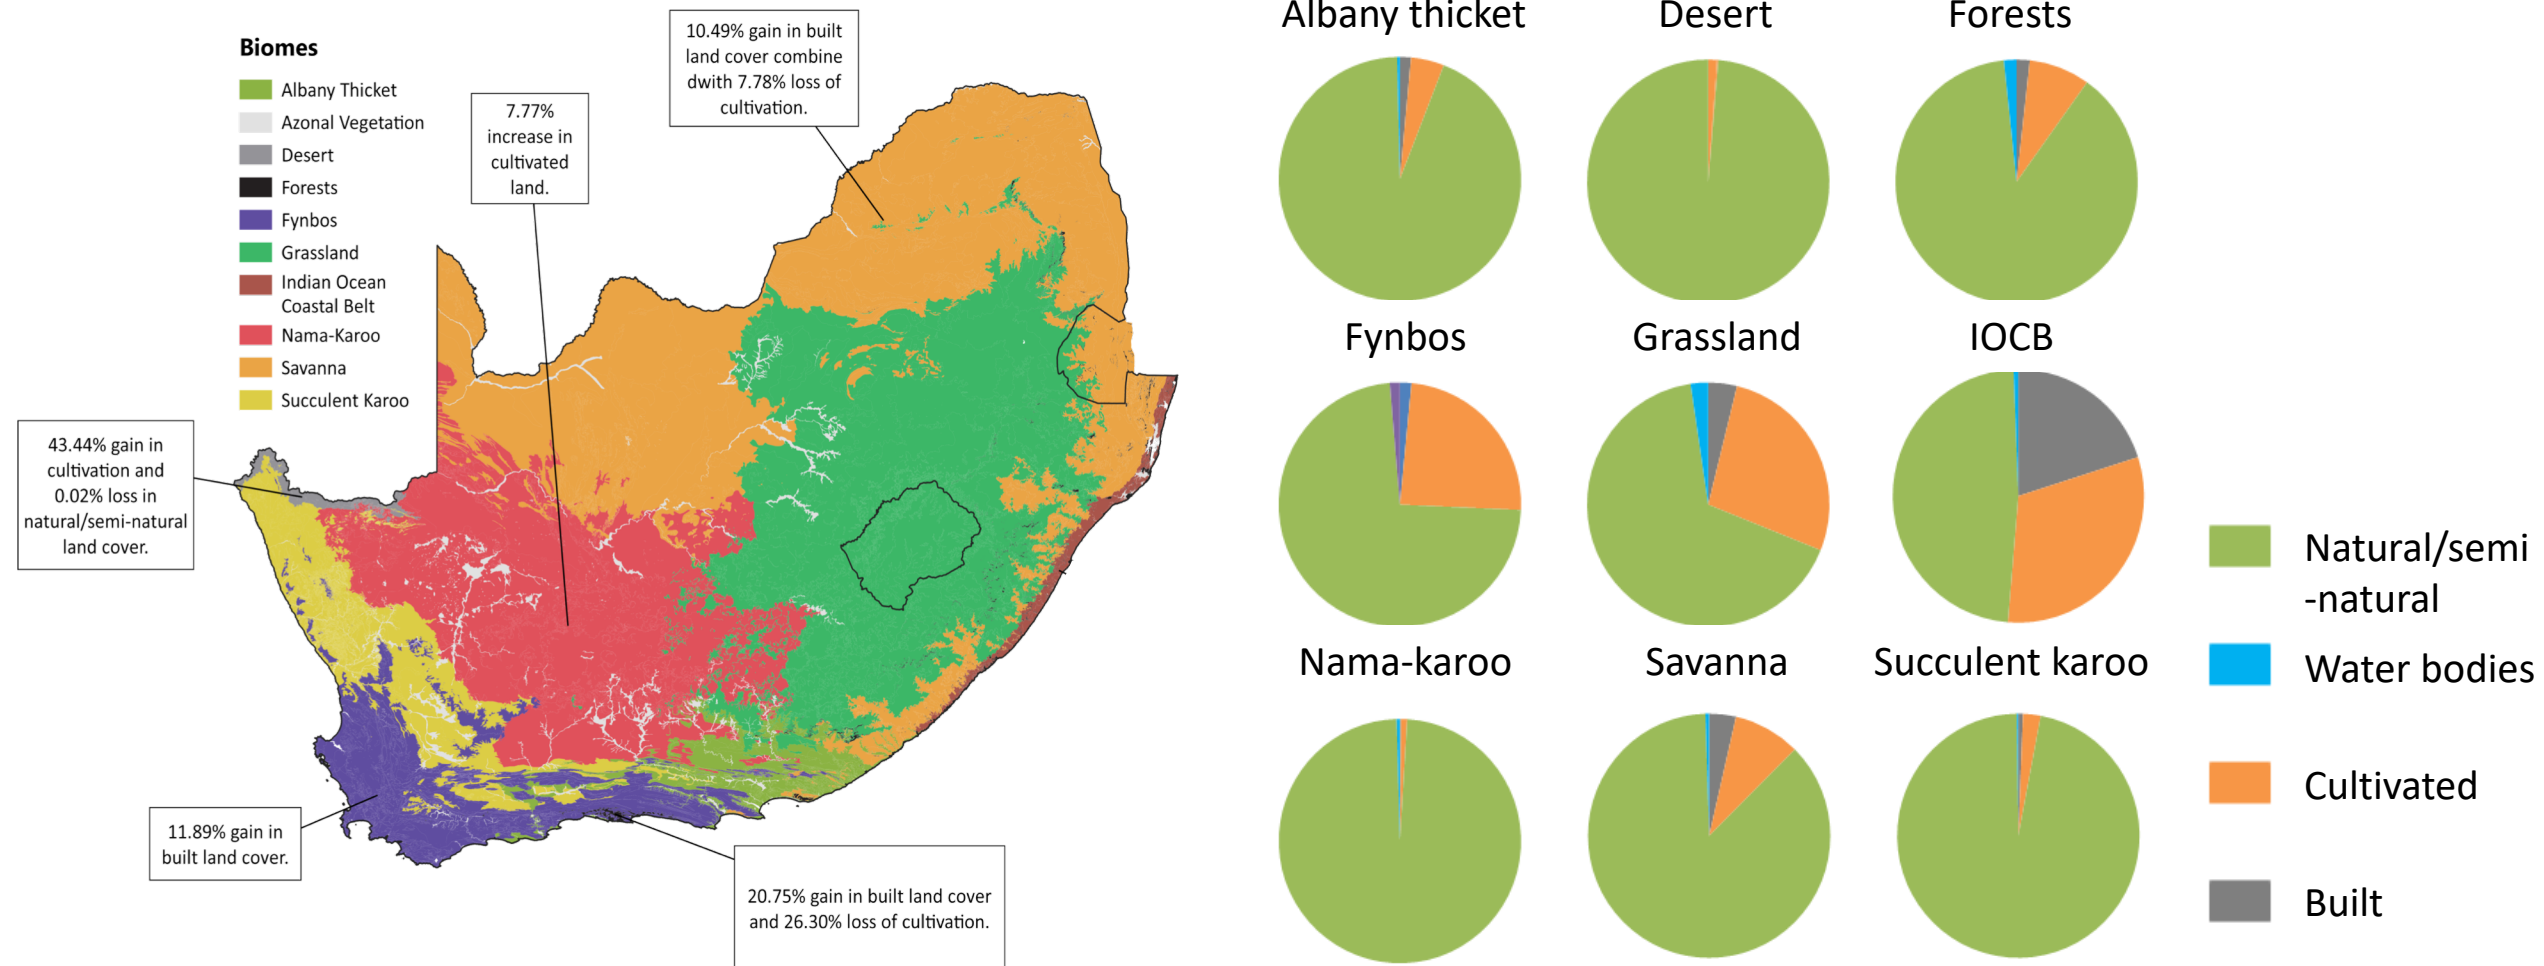 Biomes
Albany Thicket
Azonal Vegetation
Desert
Forests
Fynbos
Grassland
Indian Ocean
Coastal Belt
Nama-Karoo
Savanna
Succulent Karoo
10.49% gain in built
land cover combine
dwith 7.78% loss of
cultivation.
7.77%
increase in
cultivated
land.
43.44% gain in
cultivation and
0.02% loss in
natural/semi-natural
land cover.
11.89% gain in
built land cover.
20.75% gain in built land cover
and 26.30% loss of cultivation.
Albany thicket
Desert
Forests
Fynbos
Grassland
IOCB
Nama-karoo
Savanna
Succulent karoo
Natural/semi
-natural
Water bodies
Cultivated
Built